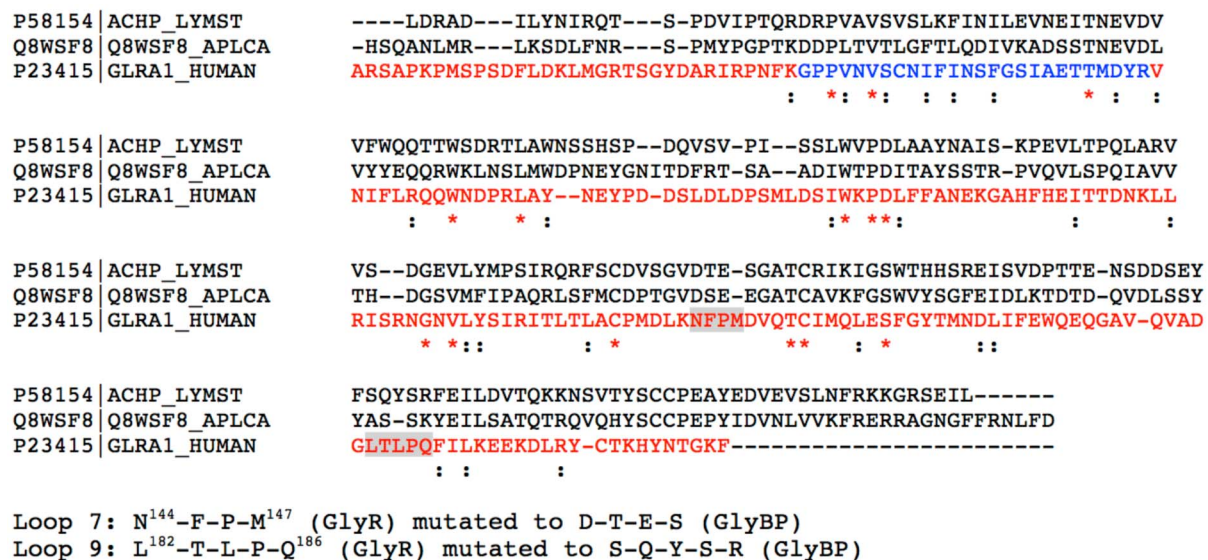 P58154|ACHP_LYMST ----LDRAD---ILYNIRQT---S-PDVIPTQRDRPVAVSVSLKFINILEVNEITNEVDV
Q8WSF8|Q8WSF8_APLCA -HSQANLMR---LKSDLFNR---S-PMYPGPTKDDPLTVTLGFTLQDIVKADSSTNEVDL
P23415|GLRA1_HUMAN ARSAPKPMSPSDFLDKLMGRTSGYDARIRPNFKGPPVNVSCNIFINSFGSIAETTMDYRV
: *: *: : : : * : :
P58154|ACHP_LYMST VFWQQTTWSDRTLAWNSSHSP--DQVSV-PI--SSLWVPDLAAYNAIS-KPEVLTPQLARV
Q8WSF8|Q8WSF8_APLCA VYYEQQRWKLNSLMWDPNEYGNITDFRT-SA--ADIWTPDITAYSSTR-PVQVLSPQIAVV
P23415|GLRA1_HUMAN NIFLRQQWNDPRLAY--NEYPD-DSLDLDPSMLDSIWKPDLFFANEKGAHFHEITTDNKLL
: * * : :* **: : :
P58154|ACHP_LYMST VS--DGEVLYMPSIRQRFSCDVSGVDTE-SGATCRIKIGSWTHHSREISVDPTTE-NSDDSEY
Q8WSF8|Q8WSF8_APLCA TH--DGSVMFIPAQRLSFMCDPTGVDSE-EGATCAVKFGSWVYSGFEIDLKTDTD-QVDLSSY
P23415|GLRA1_HUMAN RISRNGNVLYSIRITLTLACPMDLKNFPMDVQTCIMQLESFGYTMNDLIFEWQEQGAV-QVAD
* *:: : * ** : * ::
P58154|ACHP_LYMST FSQYSRFEILDVTQKKNSVTYSCCPEAYEDVEVSLNFRKKGRSEIL------
Q8WSF8|Q8WSF8_APLCA YAS-SKYEILSATQTRQVQHYSCCPEPYIDVNLVVKFRERRAGNGFFRNLFD
P23415|GLRA1_HUMAN GLTLPQFILKEEKDLRY-CTKHYNTGKF------------------------
: : :
Loop 7: N¹⁴⁴-F-P-M¹⁴⁷ (GlyR) mutated to D-T-E-S (GlyBP)
Loop 9: L¹⁸²-T-L-P-Q¹⁸⁶ (GlyR) mutated to S-Q-Y-S-R (GlyBP)